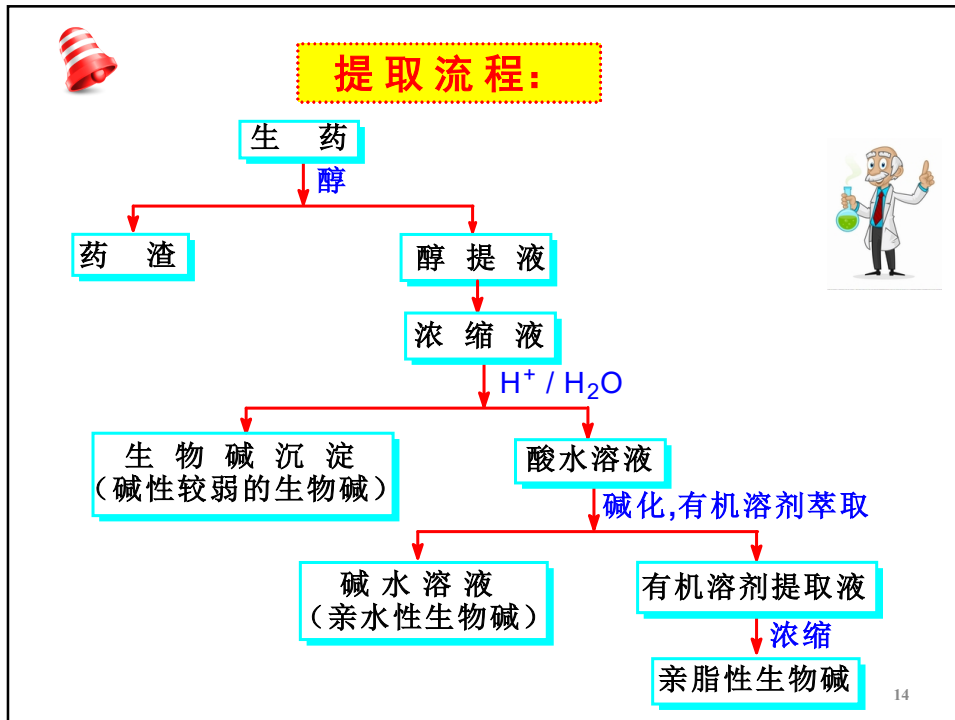 提取流程：
生 药
醇
药 渣
醇提液
浓缩液
H⁺ / H₂O
生物碱沉淀
（碱性较弱的生物碱）
酸水溶液
碱化,有机溶剂萃取
碱水溶液
（亲水性生物碱）
有机溶剂提取液
浓缩
亲脂性生物碱
14